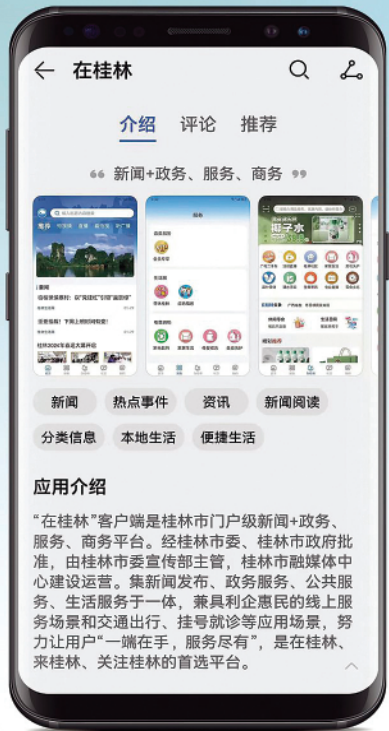 在桂林
介绍 评论 推荐
新闻+政务、服务、商务
服务
椰子水
新闻 热点事件 资讯 新闻阅读
分类信息 本地生活 便捷生活
应用介绍
“在桂林”客户端是桂林市门户级新闻+政务、
服务、商务平台。经桂林市委、桂林市政府批
准，由桂林市委宣传部主管，桂林市融媒体中
心建设运营。集新闻发布、政务服务、公共服
务、生活服务于一体，兼具利企惠民的线上服
务场景和交通出行、挂号就诊等应用场景，努
力让用户“一端在手，服务尽有”，是在桂林、
来桂林、关注桂林的首选平台。